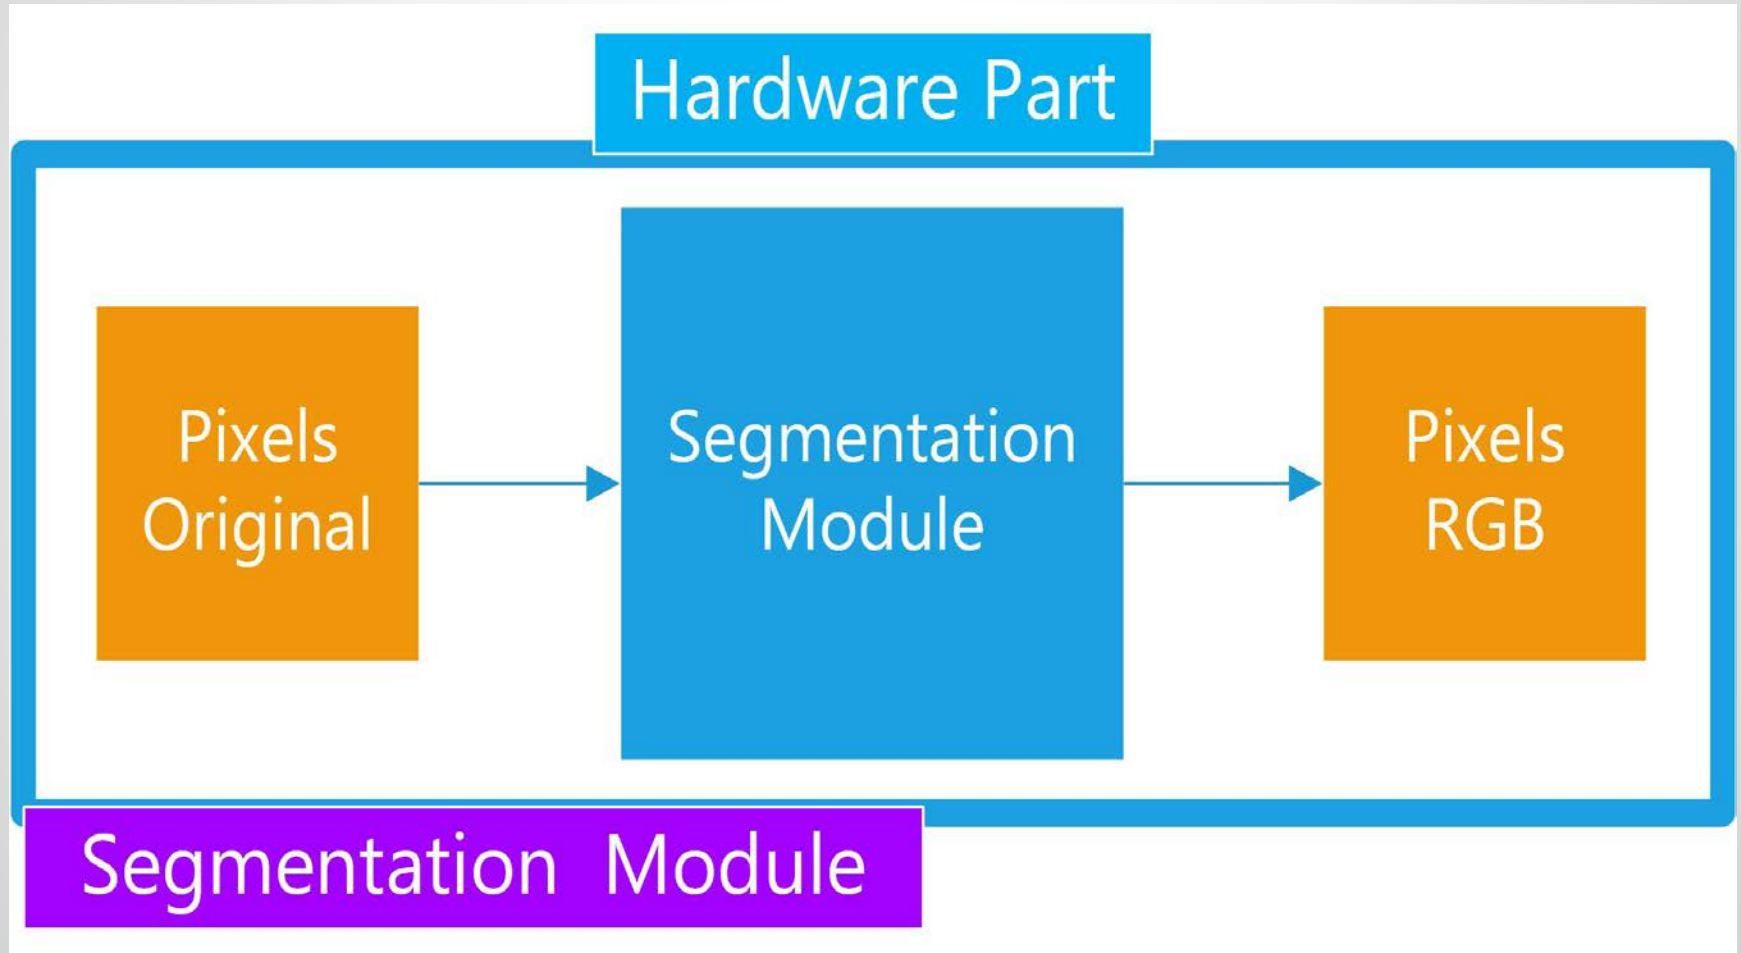 Hardware Part
Pixels
Original
Segmentation
Module
Pixels
RGB
Segmentation Module